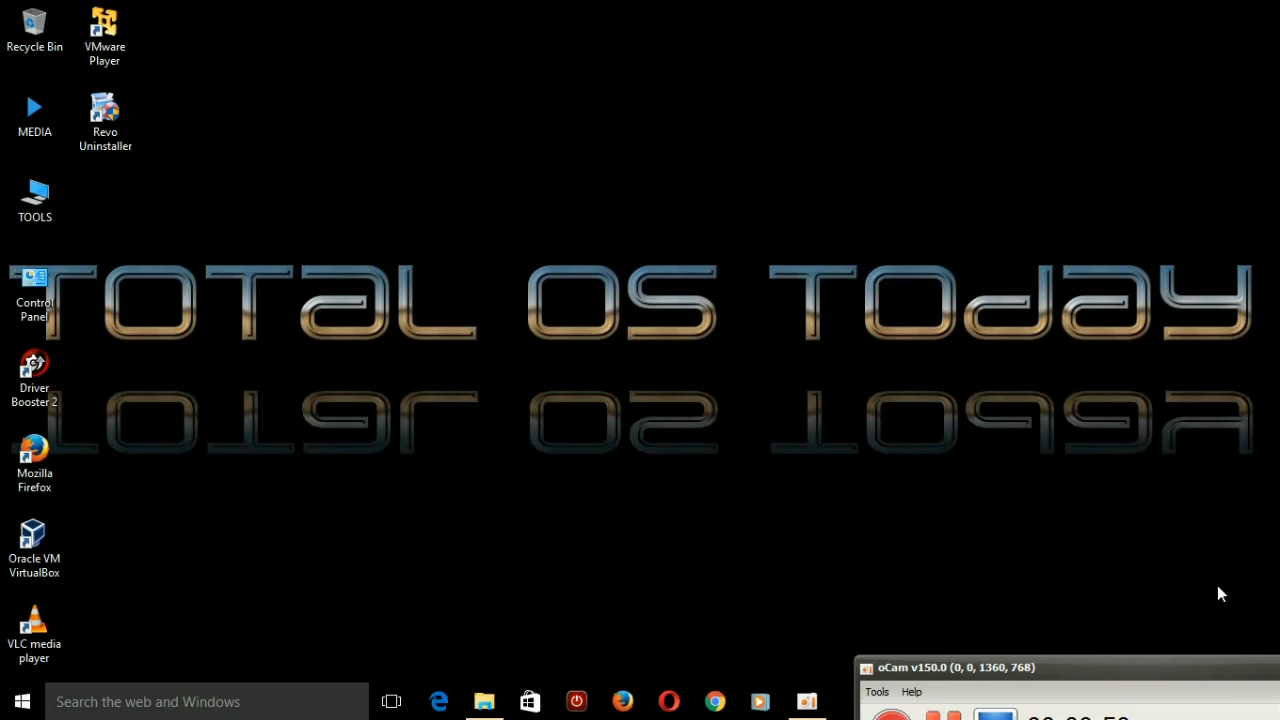 Recycle Bin
VMware
Player
MEDIA
Revo
Uninstaller
TOOLS
Control
Panel
TOTAL OS TODAY
Driver
Booster 2
Mozilla
Firefox
Oracle VM
VirtualBox
VLC media
player
oCam v150.0 (0, 0, 1360, 768)
Tools Help
Search the web and Windows